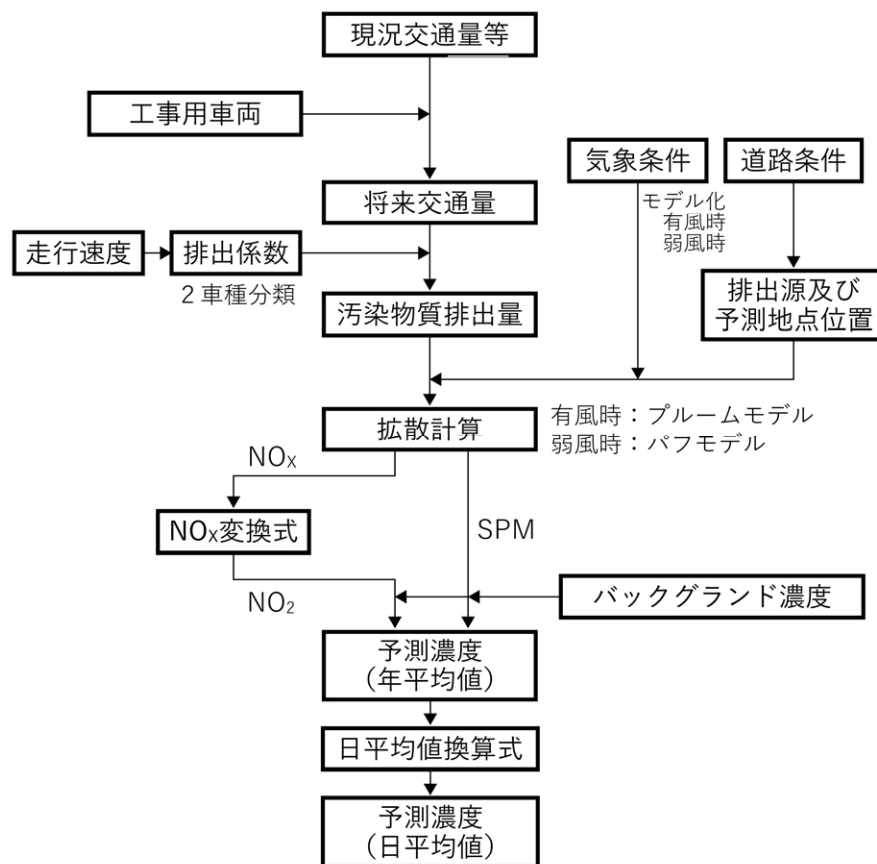 現況交通量等
工事用車両
気象条件
道路条件
将来交通量
モデル化
有風時
弱風時
走行速度
排出係数
2車種分類
汚染物質排出量
排出源及び
予測地点位置
拡散計算
有風時：プルームモデル
弱風時：パフモデル
NOX
NOX変換式
SPM
NO2
バックグランド濃度
予測濃度
（年平均値）
日平均値換算式
予測濃度
（日平均値）